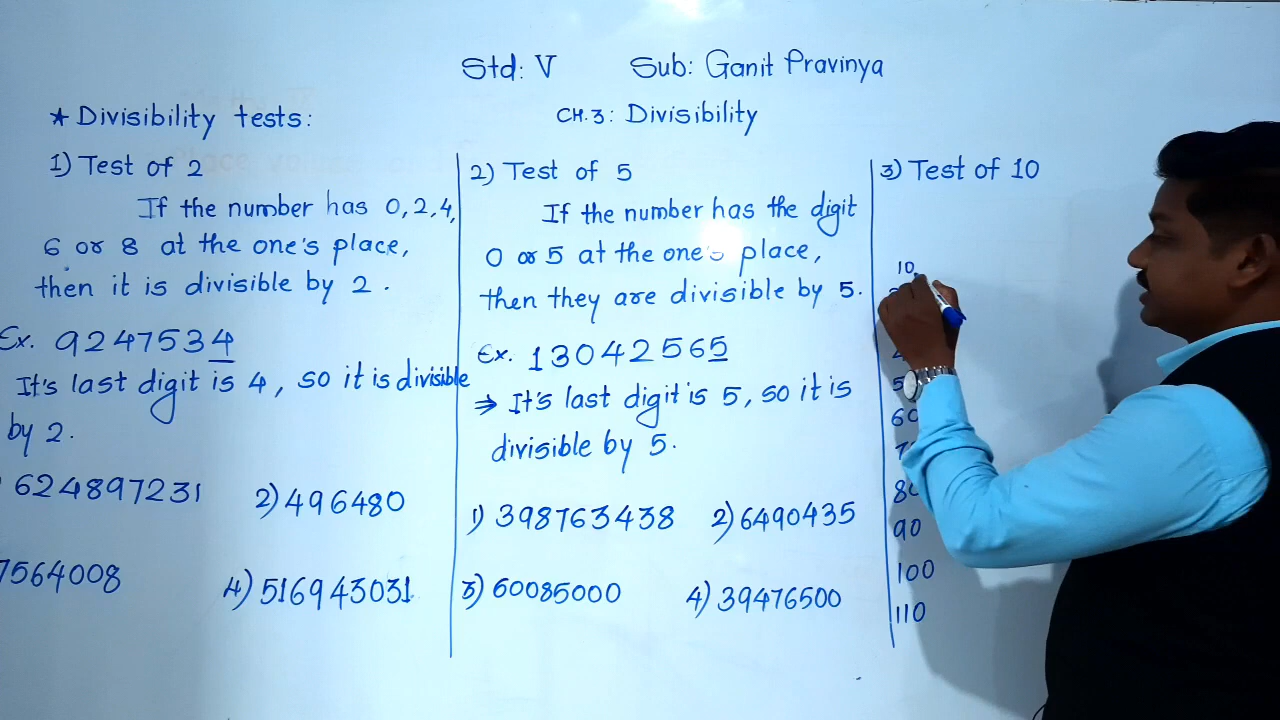 Std: V Sub: Ganit Pravinya
CH.3: Divisibility
★ Divisibility tests:
1) Test of 2
If the number has 0,2,4,
6 or 8 at the one's place,
then it is divisible by 2.
Ex. 9247534
It's last digit is 4, so it is divisible
by 2.
624897231 2) 496480
7564008 4) 516943031
2) Test of 5
If the number has the digit
0 or 5 at the one's place,
then they are divisible by 5.
Ex. 13042565
⇒ It's last digit is 5, so it is
divisible by 5.
1) 398763438 2) 6490435
3) 60085000 4) 39476500
3) Test of 10
10
60
80
90
100
110